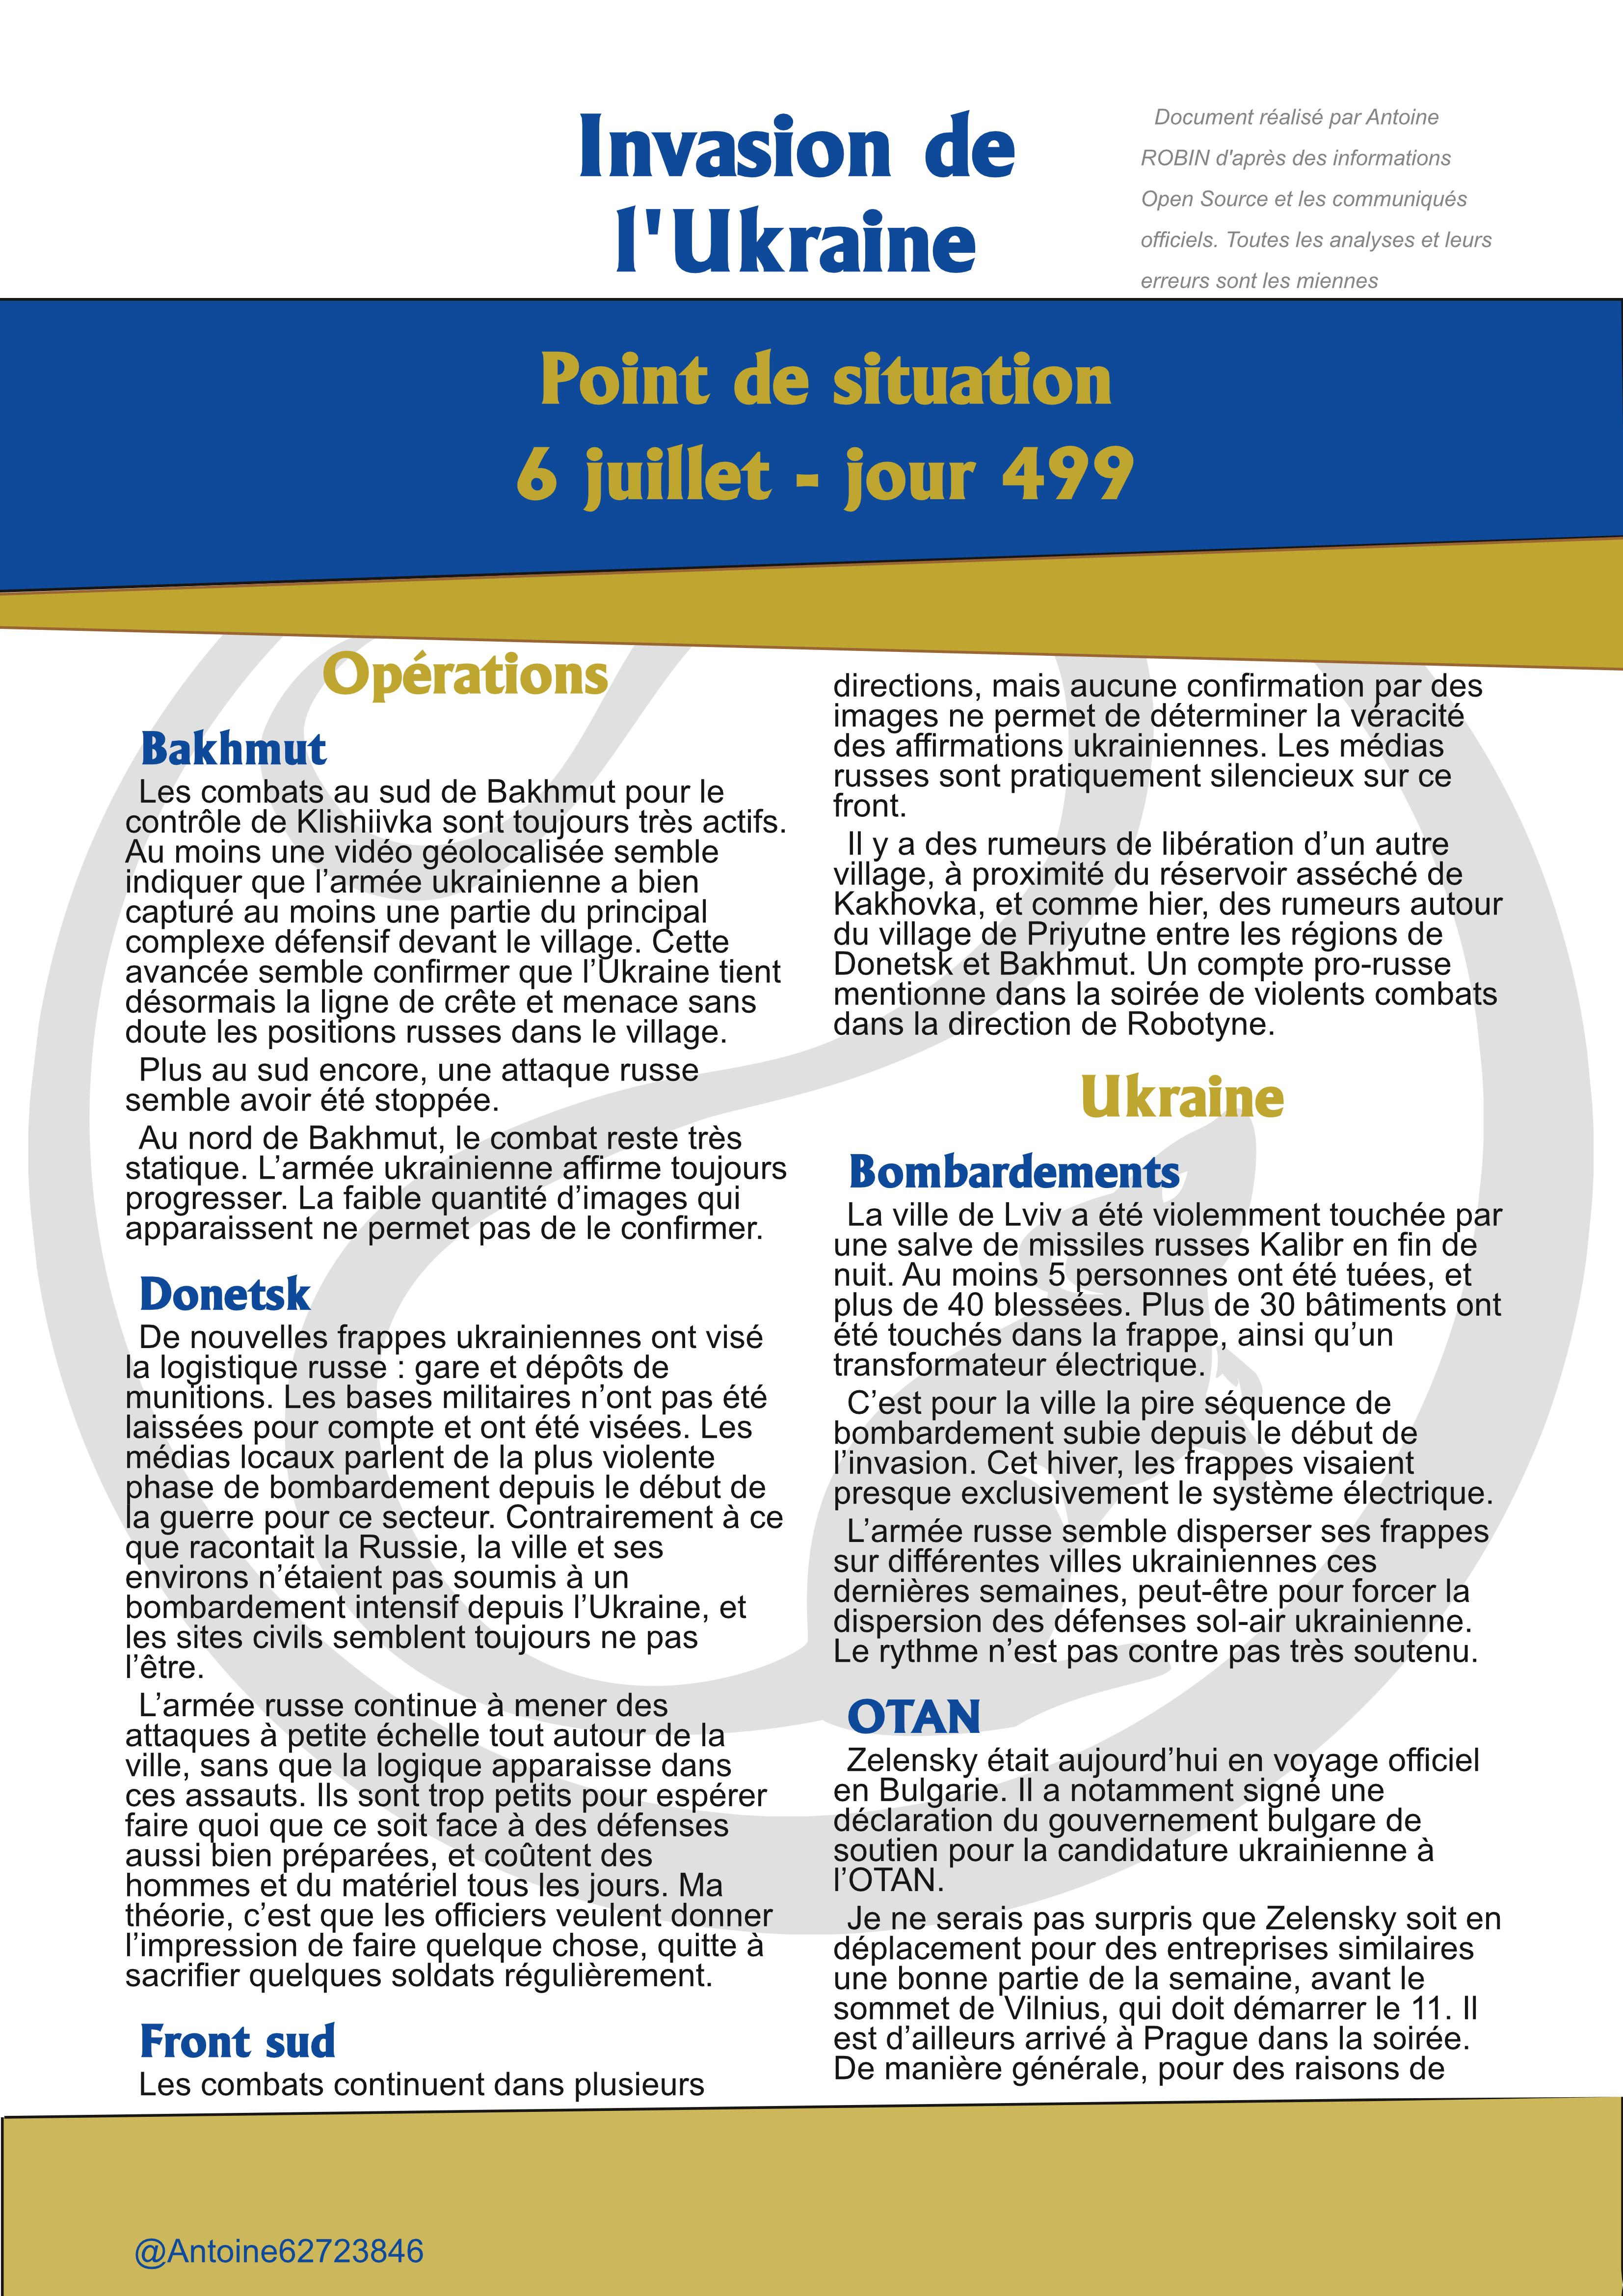 Invasion de
l'Ukraine
Document réalisé par Antoine
ROBIN d'après des informations
Open Source et les communiqués
officiels. Toutes les analyses et leurs
erreurs sont les miennes
Point de situation
6 juillet - jour 499
Opérations
Bakhmut
Les combats au sud de Bakhmut pour le
contrôle de Klishiivka sont toujours très actifs.
Au moins une vidéo géolocalisée semble
indiquer que l’armée ukrainienne a bien
capturé au moins une partie du principal
complexe défensif devant le village. Cette
avancée semble confirmer que l’Ukraine tient
désormais la ligne de crête et menace sans
doute les positions russes dans le village.
Plus au sud encore, une attaque russe
semble avoir été stoppée.
Au nord de Bakhmut, le combat reste très
statique. L’armée ukrainienne affirme toujours
progresser. La faible quantité d’images qui
apparaissent ne permet pas de le confirmer.
Donetsk
De nouvelles frappes ukrainiennes ont visé
la logistique russe : gare et dépôts de
munitions. Les bases militaires n’ont pas été
laissées pour compte et ont été visées. Les
médias locaux parlent de la plus violente
phase de bombardement depuis le début de
la guerre pour ce secteur. Contrairement à ce
que racontait la Russie, la ville et ses
environs n’étaient pas soumis à un
bombardement intensif depuis l’Ukraine, et
les sites civils semblent toujours ne pas
l’être.
L’armée russe continue à mener des
attaques à petite échelle tout autour de la
ville, sans que la logique apparaisse dans
ces assauts. Ils sont trop petits pour espérer
faire quoi que ce soit face à des défenses
aussi bien préparées, et coûtent des
hommes et du matériel tous les jours. Ma
théorie, c’est que les officiers veulent donner
l’impression de faire quelque chose, quitte à
sacrifier quelques soldats régulièrement.
Front sud
Les combats continuent dans plusieurs
directions, mais aucune confirmation par des
images ne permet de déterminer la véracité
des affirmations ukrainiennes. Les médias
russes sont pratiquement silencieux sur ce
front.
Il y a des rumeurs de libération d’un autre
village, à proximité du réservoir asséché de
Kakhovka, et comme hier, des rumeurs autour
du village de Priyutne entre les régions de
Donetsk et Bakhmut. Un compte pro-russe
mentionne dans la soirée de violents combats
dans la direction de Robotyne.
Ukraine
Bombardements
La ville de Lviv a été violemment touchée par
une salve de missiles russes Kalibr en fin de
nuit. Au moins 5 personnes ont été tuées, et
plus de 40 blessées. Plus de 30 bâtiments ont
été touchés dans la frappe, ainsi qu’un
transformateur électrique.
C’est pour la ville la pire séquence de
bombardement subie depuis le début de
l’invasion. Cet hiver, les frappes visaient
presque exclusivement le système électrique.
L’armée russe semble disperser ses frappes
sur différentes villes ukrainiennes ces
dernières semaines, peut-être pour forcer la
dispersion des défenses sol-air ukrainienne.
Le rythme n’est pas contre pas très soutenu.
OTAN
Zelensky était aujourd’hui en voyage officiel
en Bulgarie. Il a notamment signé une
déclaration du gouvernement bulgare de
soutien pour la candidature ukrainienne à
l’OTAN.
Je ne serais pas surpris que Zelensky soit en
déplacement pour des entreprises similaires
une bonne partie de la semaine, avant le
sommet de Vilnius, qui doit démarrer le 11. Il
est d’ailleurs arrivé à Prague dans la soirée.
De manière générale, pour des raisons de
@Antoine62723846